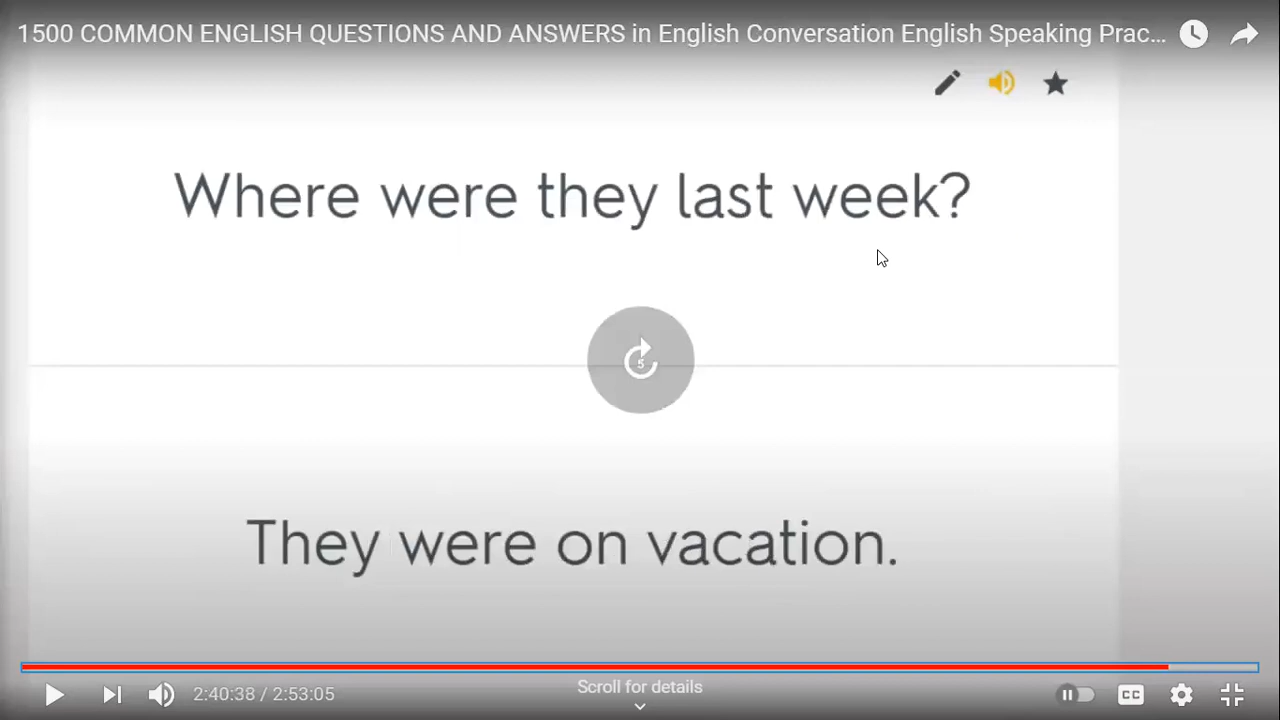 1500 COMMON ENGLISH QUESTIONS AND ANSWERS in English Conversation English Speaking Prac...
Where were they last week?
5
They were on vacation.
2:40:38 / 2:53:05
Scroll for details
CC